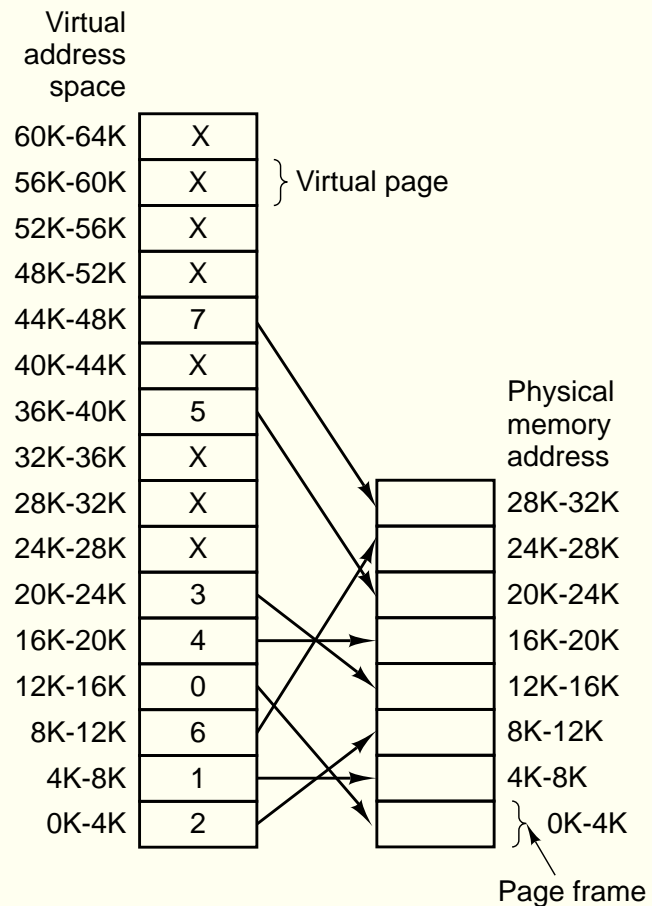 Virtual
address
space
60K-64K X
56K-60K X Virtual page
52K-56K X
48K-52K X
44K-48K 7
40K-44K X
36K-40K 5
32K-36K X
28K-32K X
24K-28K X
20K-24K 3
16K-20K 4
12K-16K 0
8K-12K 6
4K-8K 1
0K-4K 2
Physical
memory
address
28K-32K
24K-28K
20K-24K
16K-20K
12K-16K
8K-12K
4K-8K
0K-4K
Page frame